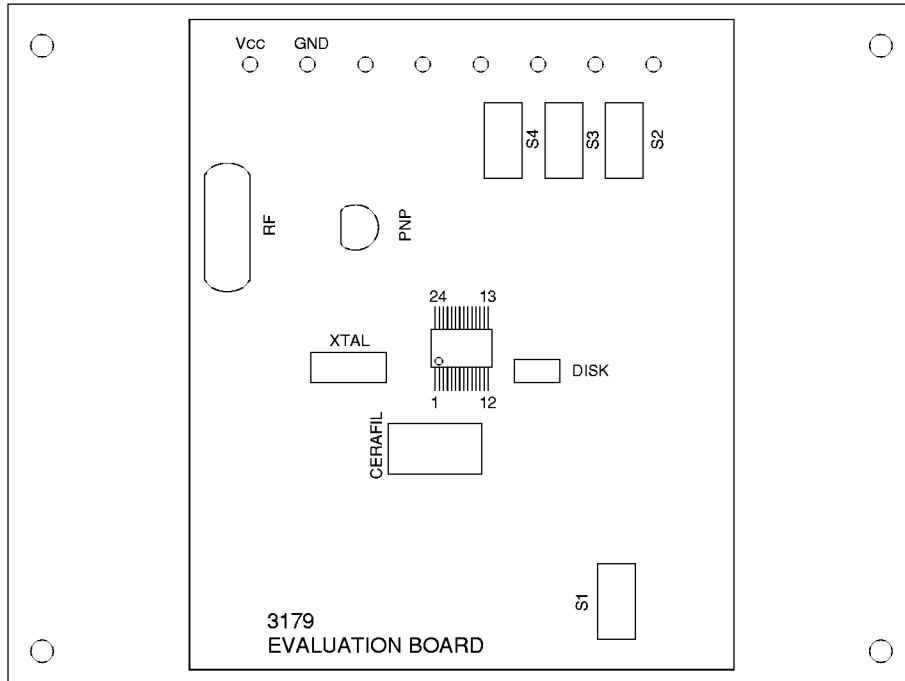 Vcc GND
S4 S3 S2
RF
PNP
24 13
XTAL
DISK
1 12
CERAFIL
S1
3179
EVALUATION BOARD